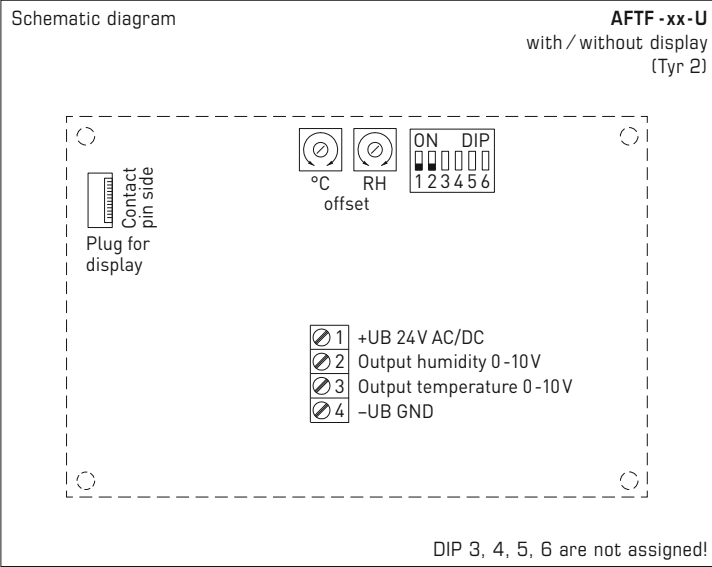 Schematic diagram
AFTF-xx-U
with / without display
(Tyr 2)
ON DIP
1 2 3 4 5 6
°C RH
offset
Contact
pin side
Plug for
display
1 +UB 24V AC/DC
2 Output humidity 0-10V
3 Output temperature 0-10V
4 –UB GND
DIP 3, 4, 5, 6 are not assigned!